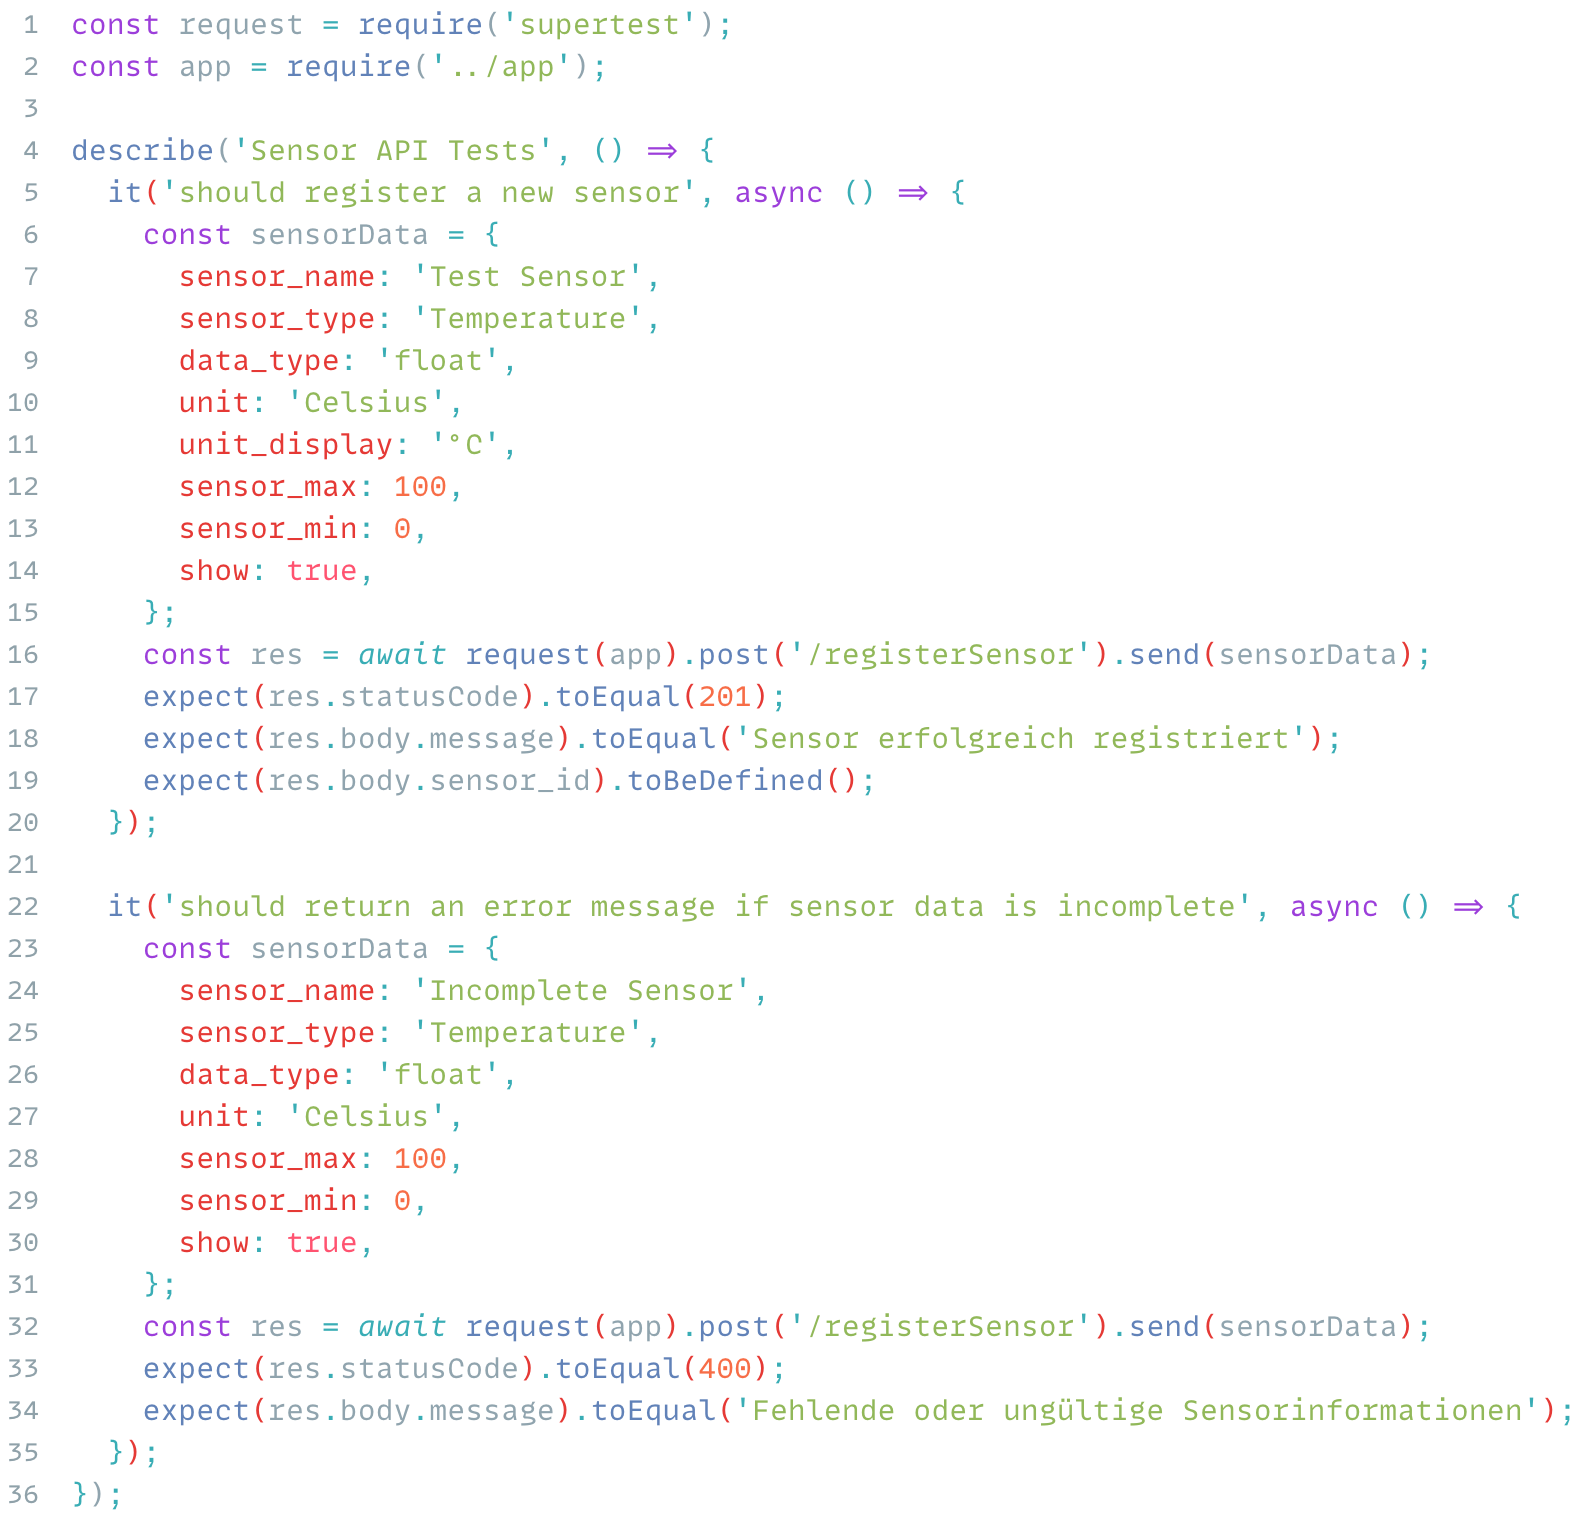 1 const request = require('supertest');
2 const app = require('../app');
3
4 describe('Sensor API Tests', () => {
5   it('should register a new sensor', async () => {
6     const sensorData = {
7       sensor_name: 'Test Sensor',
8       sensor_type: 'Temperature',
9       data_type: 'float',
10       unit: 'Celsius',
11       unit_display: '°C',
12       sensor_max: 100,
13       sensor_min: 0,
14       show: true,
15     };
16     const res = await request(app).post('/registerSensor').send(sensorData);
17     expect(res.statusCode).toEqual(201);
18     expect(res.body.message).toEqual('Sensor erfolgreich registriert');
19     expect(res.body.sensor_id).toBeDefined();
20   });
21
22   it('should return an error message if sensor data is incomplete', async () => {
23     const sensorData = {
24       sensor_name: 'Incomplete Sensor',
25       sensor_type: 'Temperature',
26       data_type: 'float',
27       unit: 'Celsius',
28       sensor_max: 100,
29       sensor_min: 0,
30       show: true,
31     };
32     const res = await request(app).post('/registerSensor').send(sensorData);
33     expect(res.statusCode).toEqual(400);
34     expect(res.body.message).toEqual('Fehlende oder ungültige Sensorinformationen');
35   });
36 });